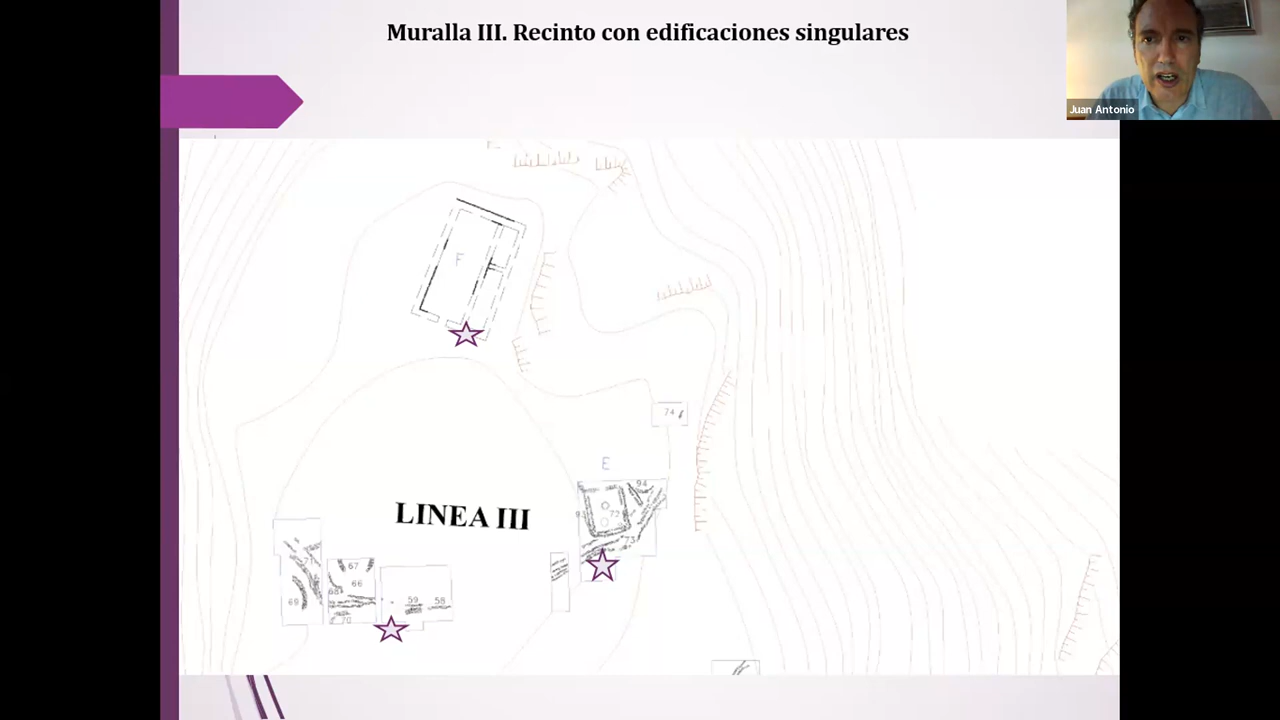 Muralla III. Recinto con edificaciones singulares
Juan Antonio
F
74
E
94
LINEA III
67
66
68
69
70
59
58
73